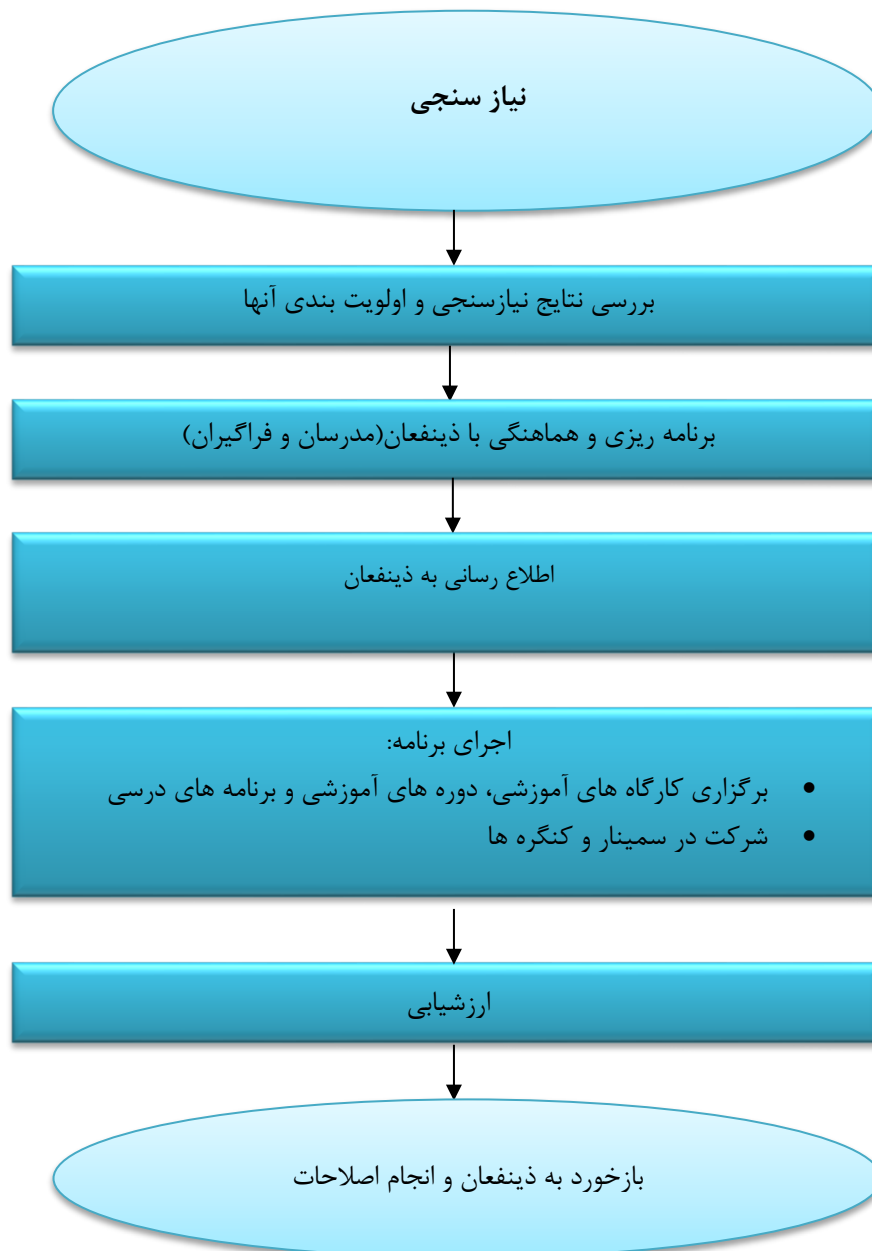 نیاز سنجی
بررسی نتایج نیازسنجی و اولویت بندی آنها
برنامه ریزی و هماهنگی با ذینفعان(مدرسان و فراگیران)
اطلاع رسانی به ذینفعان
اجرای برنامه:
• برگزاری کارگاه های آموزشی، دوره های آموزشی و برنامه های درسی
• شرکت در سمینار و کنگره ها
ارزشیابی
بازخورد به ذینفعان و انجام اصلاحات